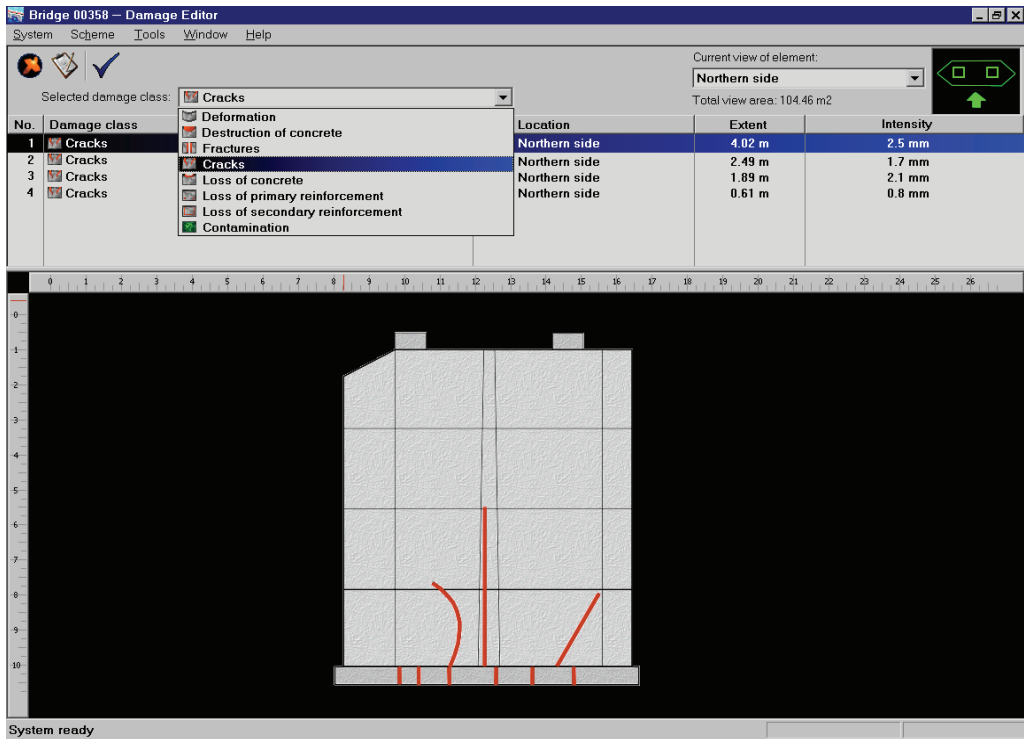 Bridge 00358 – Damage Editor
System Scheme Tools Window Help
Current view of element:
Northern side
Total view area: 104.46 m2
Selected damage class: Cracks
Deformation
Destruction of concrete
Fractures
Cracks
Loss of concrete
Loss of primary reinforcement
Loss of secondary reinforcement
Contamination
No. Damage class Location Extent Intensity
1 Cracks Northern side 4.02 m 2.5 mm
2 Cracks Northern side 2.49 m 1.7 mm
3 Cracks Northern side 1.89 m 2.1 mm
4 Cracks Northern side 0.61 m 0.8 mm
0 1 2 3 4 5 6 7 8 9 10 11 12 13 14 15 16 17 18 19 20 21 22 23 24 25 26
0
1
2
3
4
5
6
7
8
9
10
System ready